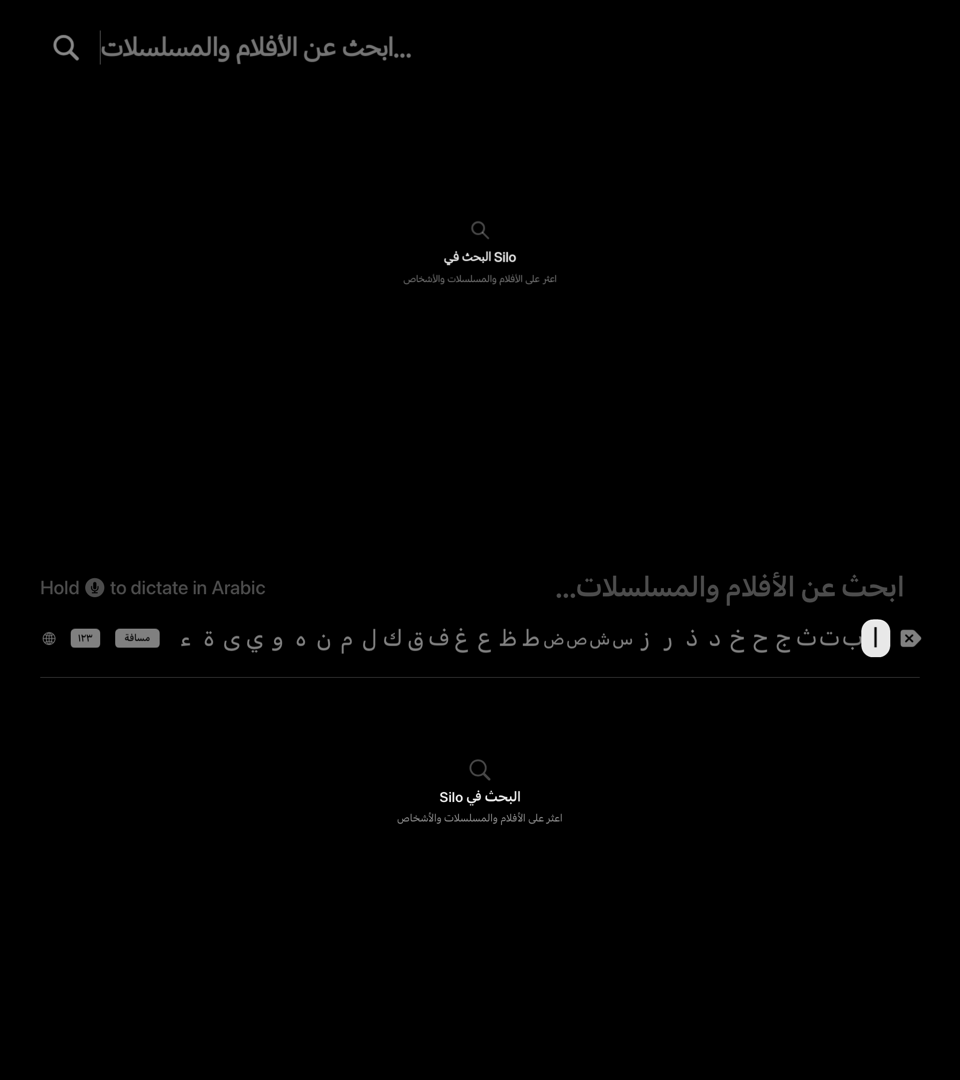 ابحث عن الأفلام والمسلسلات...
البحث في Silo
اعثر على الأفلام والمسلسلات والأشخاص
Hold to dictate in Arabic
ابحث عن الأفلام والمسلسلات...
ا ب ت ث ج ح خ د ذ ر ز س ش ص ض ط ظ ع غ ف ق ك ل م ن ه و ي ى ة ء مسافة ١٢٣
البحث في Silo
اعثر على الأفلام والمسلسلات والأشخاص